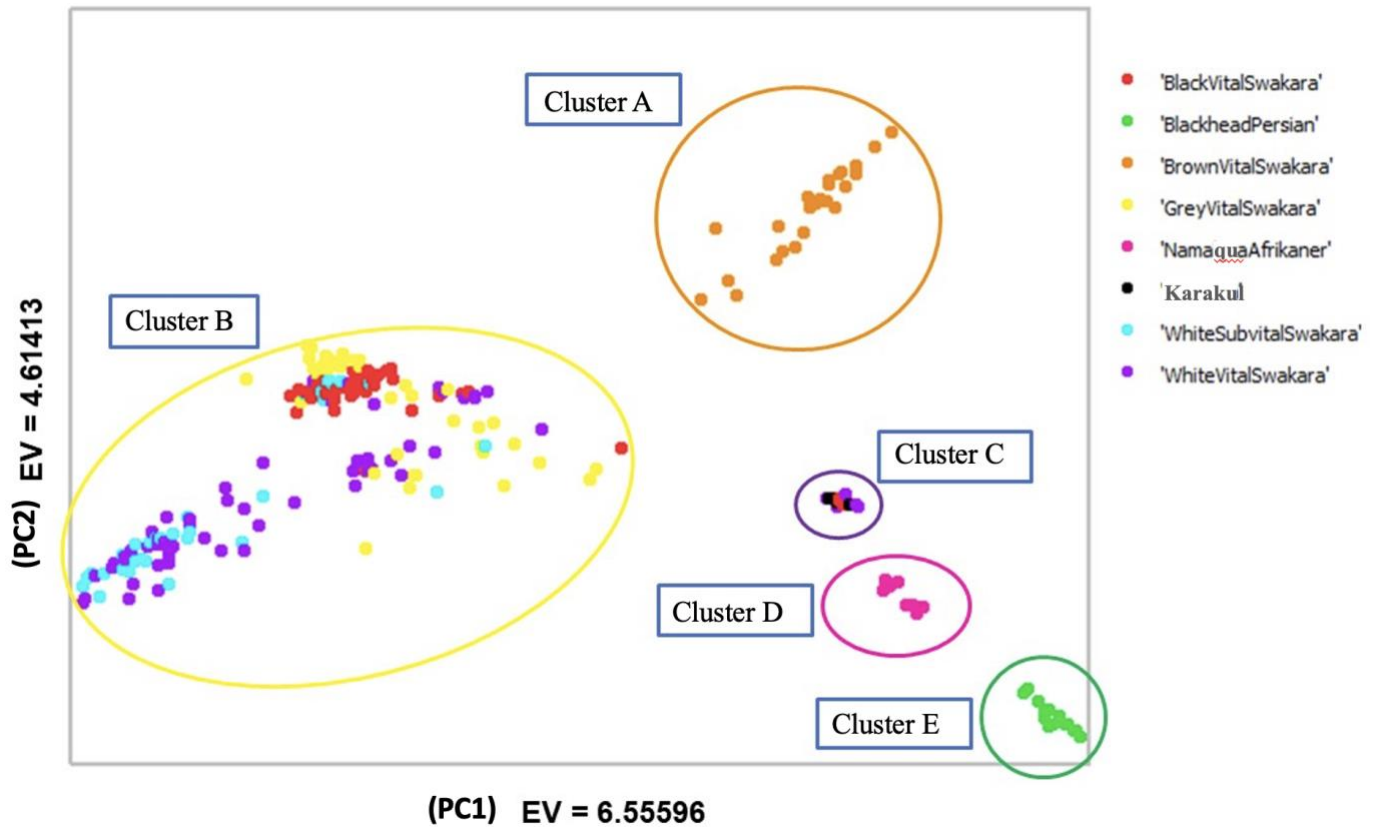 Cluster A
Cluster B
Cluster C
Cluster D
Cluster E
(PC2) EV = 4.61413
(PC1) EV = 6.55596
'BlackVitalSwakara'
'BlackheadPersian'
'BrownVitalSwakara'
'GreyVitalSwakara'
'NamaquaAfrikaner'
'Karakul
'WhiteSubvitalSwakara'
'WhiteVitalSwakara'